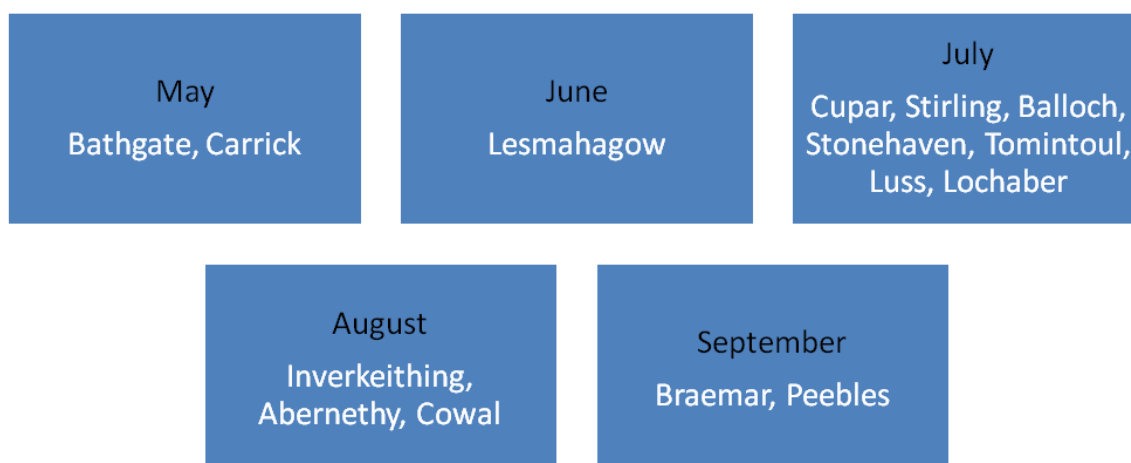 May
Bathgate, Carrick
June
Lesmahagow
July
Cupar, Stirling, Balloch,
Stonehaven, Tomintoul,
Luss, Lochaber
August
Inverkeithing,
Abernethy, Cowal
September
Braemar, Peebles